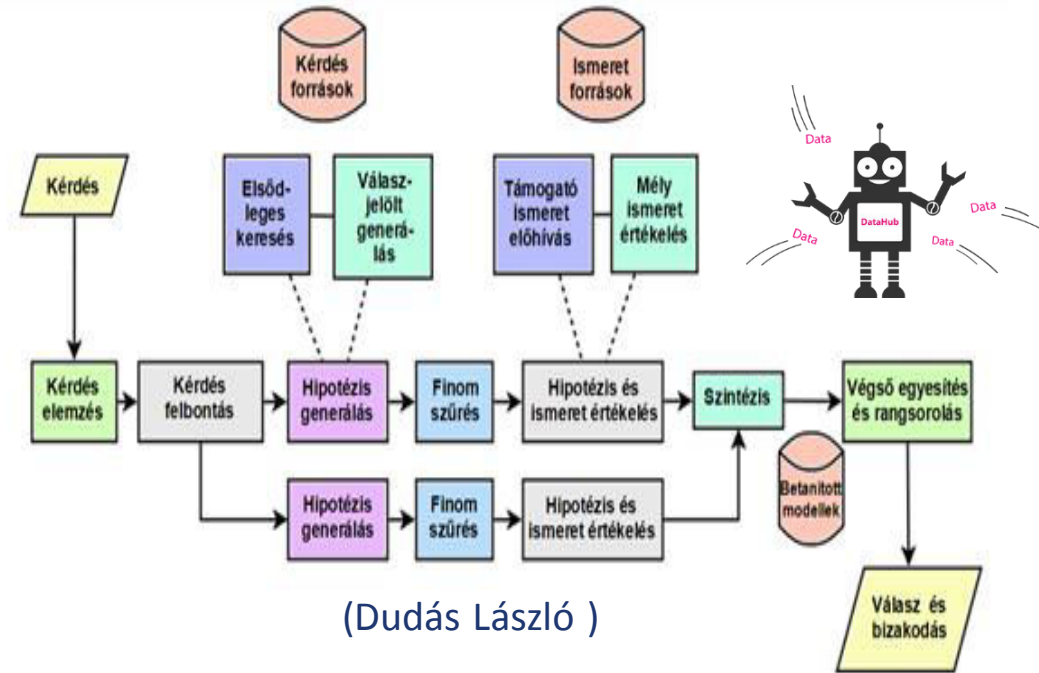 Kérdés
források
Ismeret
források
Data
Kérdés
Elsőd-
leges
keresés
Válasz-
jelölt
generá-
lás
Támogató
ismeret
előhívás
Mély
ismeret
értékelés
DataHub
Data
Data
Data
Kérdés
elemzés
Kérdés
felbontás
Hipotézis
generálás
Finom
szűrés
Hipotézis és
ismeret értékelés
Szintézis
Végső egyesítés
és rangsorolás
Hipotézis
generálás
Finom
szűrés
Hipotézis és
ismeret értékelés
Betanított
modellek
Válasz és
bizakodás
(Dudás László )